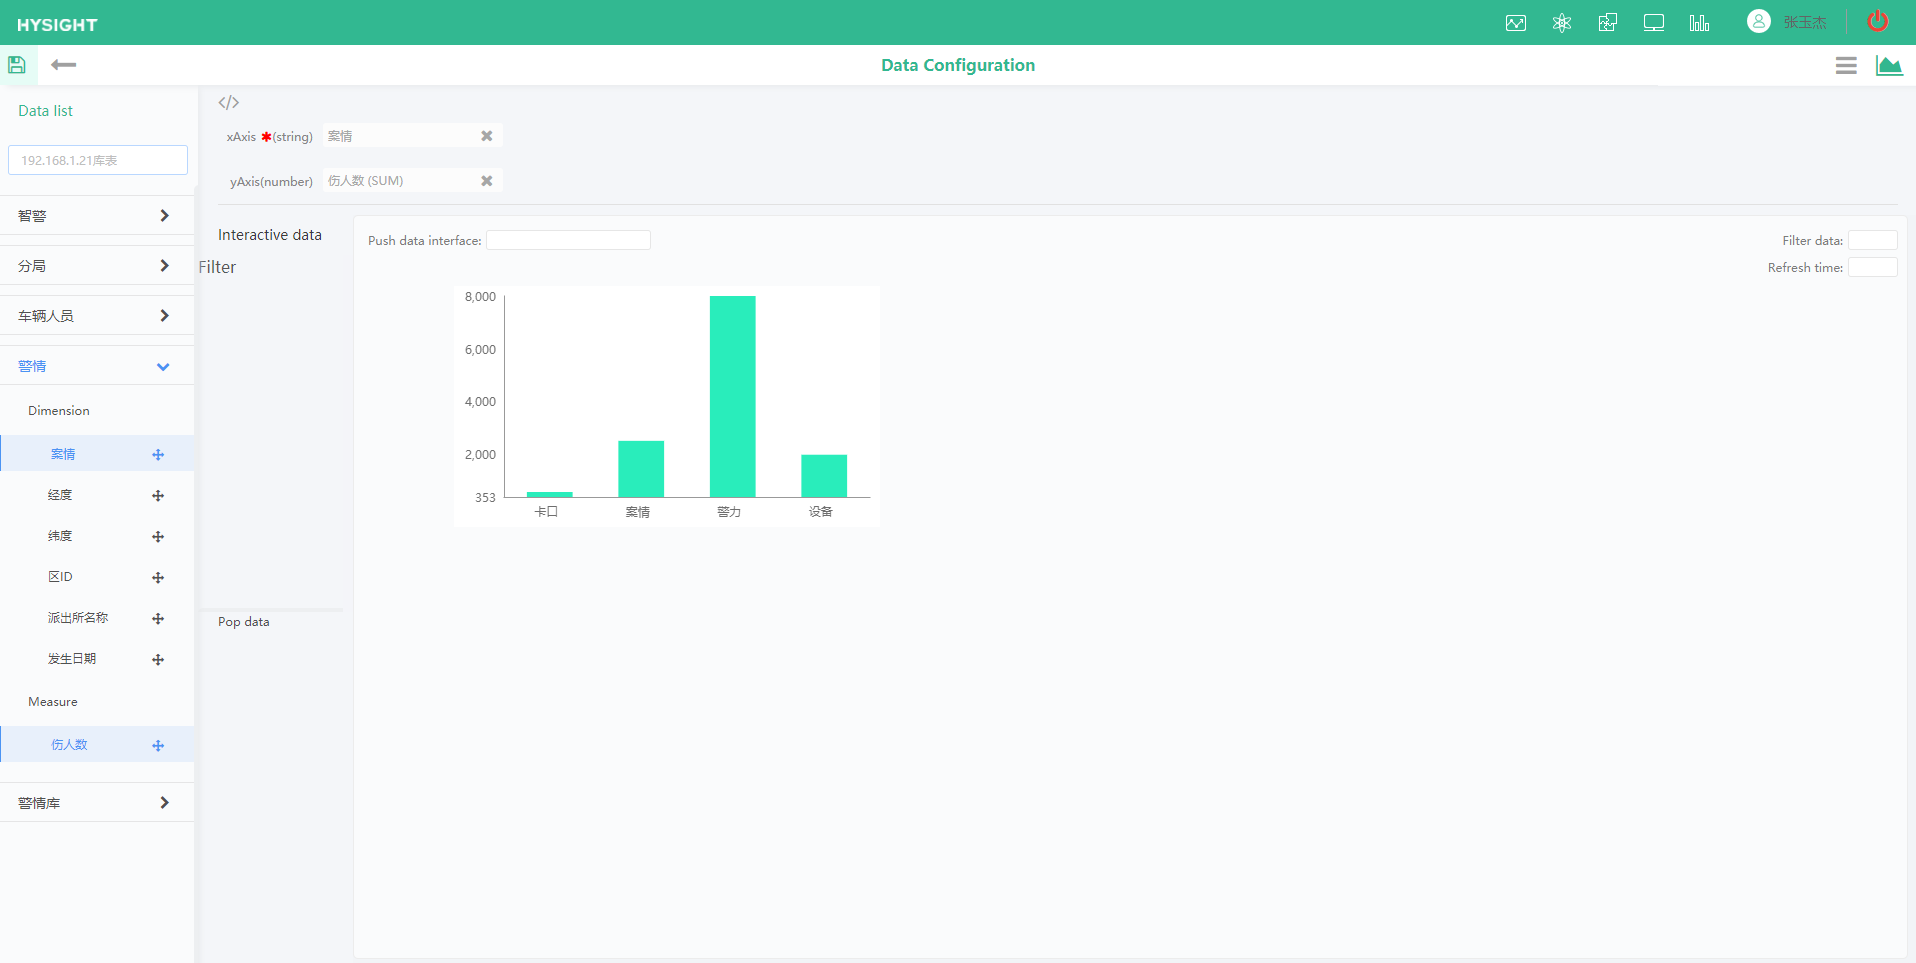 HYSIGHT
张玉杰
Data Configuration
Data list
192.168.1.21库表
智警
分局
车辆人员
警情
Dimension
案情
经度
纬度
区ID
派出所名称
发生日期
Measure
伤人数
警情库
</>
xAxis ✱(string) 案情
yAxis(number) 伤人数 (SUM)
Interactive data
Filter
Pop data
Push data interface:
Filter data:
Refresh time:
8,000
6,000
4,000
2,000
353
卡口 案情 警力 设备